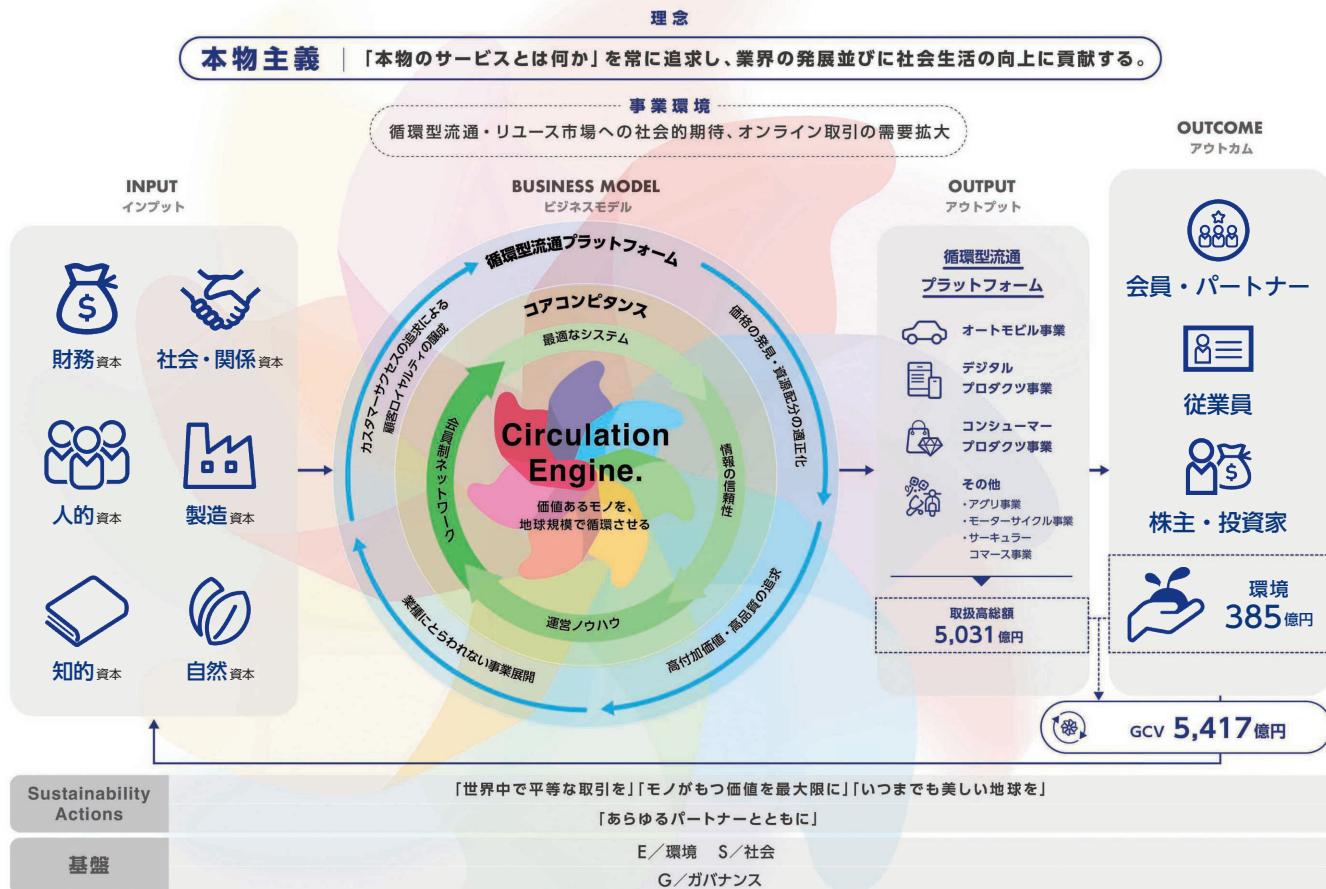 理念
本物主義
「本物のサービスとは何か」を常に追求し、業界の発展並びに社会生活の向上に貢献する。
事業環境
循環型流通・リユース市場への社会的期待、オンライン取引の需要拡大
INPUT
インプット
財務資本
社会・関係資本
人的資本
製造資本
知的資本
自然資本
BUSINESS MODEL
ビジネスモデル
循環型流通プラットフォーム
カスタマーサクセスの追求による
顧客ロイヤルティの醸成
価格の発見・資源配分の適正化
高付加価値・高品質の追求
業種にとらわれない事業展開
コアコンピタンス
最適なシステム
情報の信頼性
運営ノウハウ
会員制ネットワーク
Circulation
Engine.
価値あるモノを、
地球規模で循環させる
OUTPUT
アウトプット
循環型流通
プラットフォーム
オートモビル事業
デジタル
プロダクツ事業
コンシューマー
プロダクツ事業
その他
・アグリ事業
・モーターサイクル事業
・サーキュラー
コマース事業
取扱高総額
5,031億円
OUTCOME
アウトカム
会員・パートナー
従業員
株主・投資家
環境
385億円
GCV 5,417億円
Sustainability
Actions
「世界中で平等な取引を」「モノがもつ価値を最大限に」「いつまでも美しい地球を」
「あらゆるパートナーとともに」
基盤
E／環境 S／社会
G／ガバナンス